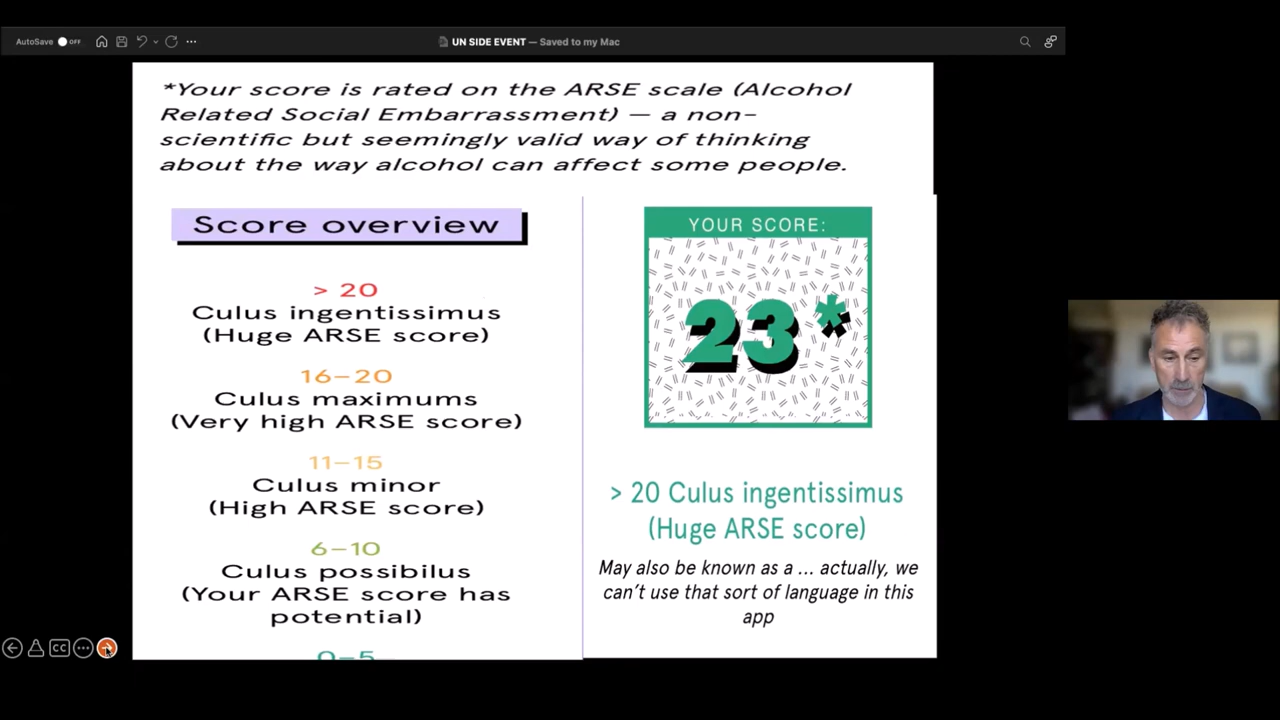 AutoSave OFF
UN SIDE EVENT — Saved to my Mac
*Your score is rated on the ARSE scale (Alcohol
Related Social Embarrassment) — a non-
scientific but seemingly valid way of thinking
about the way alcohol can affect some people.
Score overview
> 20
Culus ingentissimus
(Huge ARSE score)
16–20
Culus maximums
(Very high ARSE score)
11–15
Culus minor
(High ARSE score)
6–10
Culus possibilus
(Your ARSE score has
potential)
0–5
YOUR SCORE:
23*
> 20 Culus ingentissimus
(Huge ARSE score)
May also be known as a ... actually, we
can't use that sort of language in this
app
CC